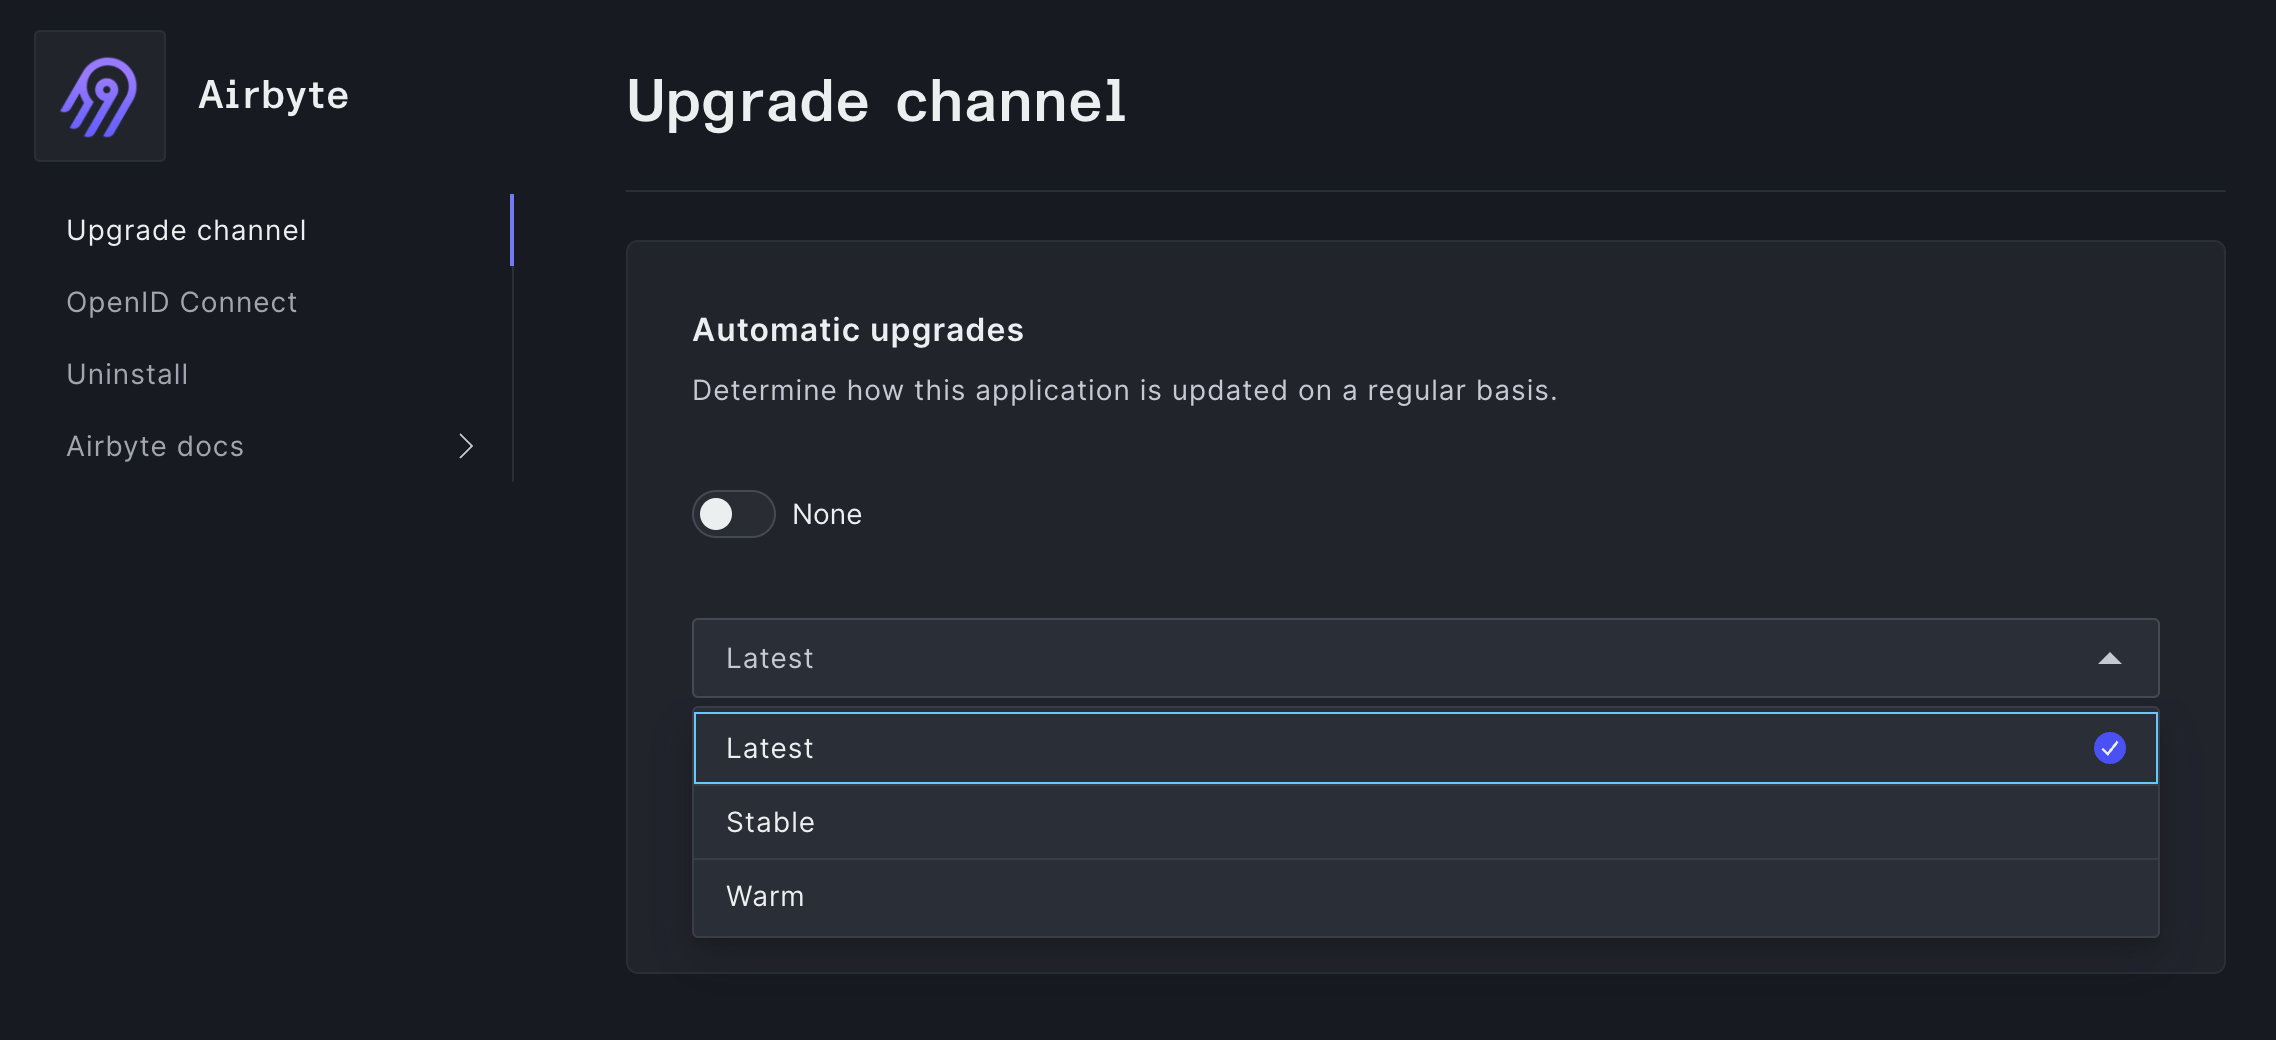 Airbyte
Upgrade channel
OpenID Connect
Uninstall
Airbyte docs
Upgrade channel
Automatic upgrades
Determine how this application is updated on a regular basis.
None
Latest
Latest
Stable
Warm